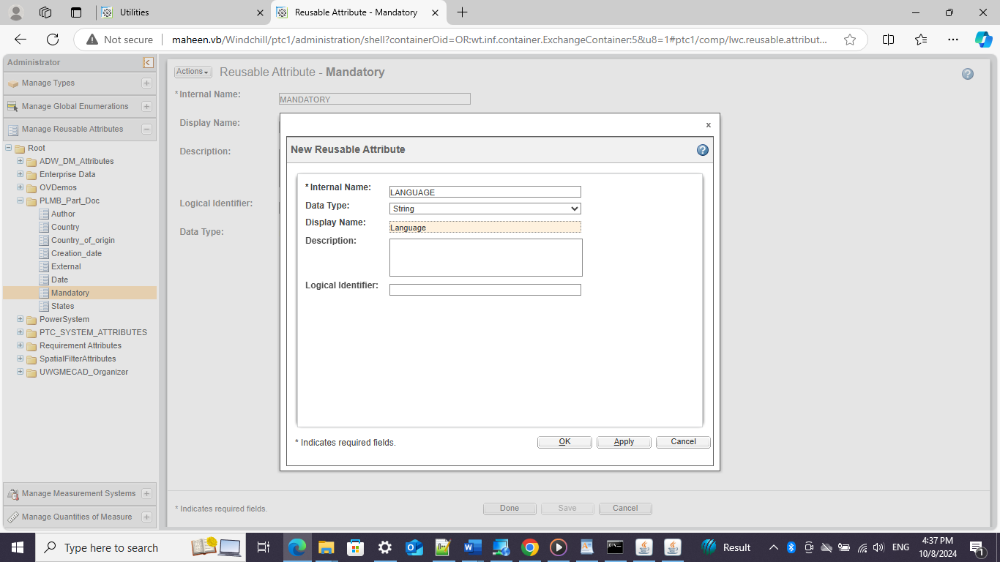 Utilities
Reusable Attribute - Mandatory
Not secure
maheen.vb/Windchill/ptc1/administration/shell?containerOid=OR:wt.inf.container.ExchangeContainer:5&u8=1#ptc1/comp/lwc.reusable.attribut...
Administrator
Manage Types
Manage Global Enumerations
Manage Reusable Attributes
Root
ADW_DM_Attributes
Enterprise Data
OVDemos
PLMB_Part_Doc
Author
Country
Country_of_origin
Creation_date
External
Date
Mandatory
States
PowerSystem
PTC_SYSTEM_ATTRIBUTES
Requirement Attributes
SpatialFilterAttributes
UWGMECAD_Organizer
Manage Measurement Systems
Manage Quantities of Measure
Actions
Reusable Attribute - Mandatory
* Internal Name:
MANDATORY
Display Name:
Description:
Logical Identifier:
Data Type:
x
New Reusable Attribute
* Internal Name:
LANGUAGE
Data Type:
String
Display Name:
Language
Description:
Logical Identifier:
* Indicates required fields.
OK
Apply
Cancel
* Indicates required fields.
Done
Save
Cancel
Type here to search
Result
ENG
4:37 PM
10/8/2024
1